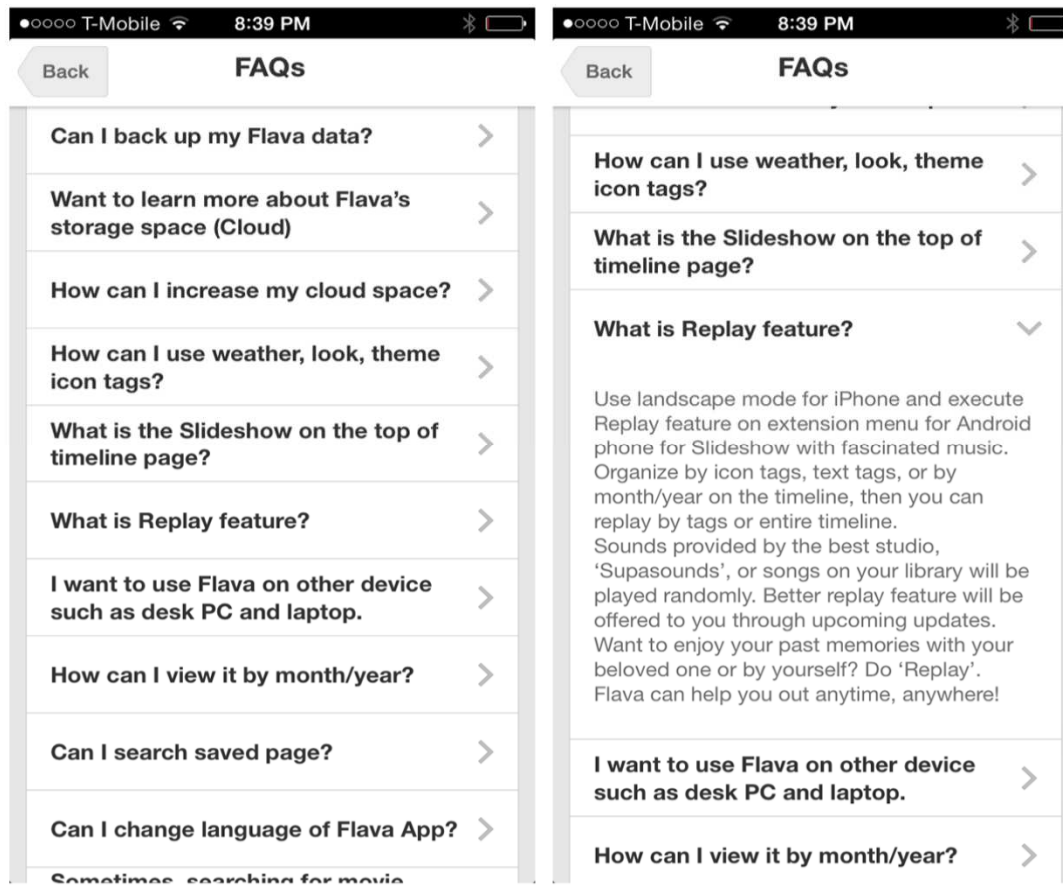 T-Mobile 8:39 PM
Back FAQs
Can I back up my Flava data?
Want to learn more about Flava's
storage space (Cloud)
How can I increase my cloud space?
How can I use weather, look, theme
icon tags?
What is the Slideshow on the top of
timeline page?
What is Replay feature?
I want to use Flava on other device
such as desk PC and laptop.
How can I view it by month/year?
Can I search saved page?
Can I change language of Flava App?
Sometimes, searching for movie
T-Mobile 8:39 PM
Back FAQs
How can I use weather, look, theme
icon tags?
What is the Slideshow on the top of
timeline page?
What is Replay feature?
Use landscape mode for iPhone and execute
Replay feature on extension menu for Android
phone for Slideshow with fascinated music.
Organize by icon tags, text tags, or by
month/year on the timeline, then you can
replay by tags or entire timeline.
Sounds provided by the best studio,
‘Supasounds’, or songs on your library will be
played randomly. Better replay feature will be
offered to you through upcoming updates.
Want to enjoy your past memories with your
beloved one or by yourself? Do ‘Replay’.
Flava can help you out anytime, anywhere!
I want to use Flava on other device
such as desk PC and laptop.
How can I view it by month/year?